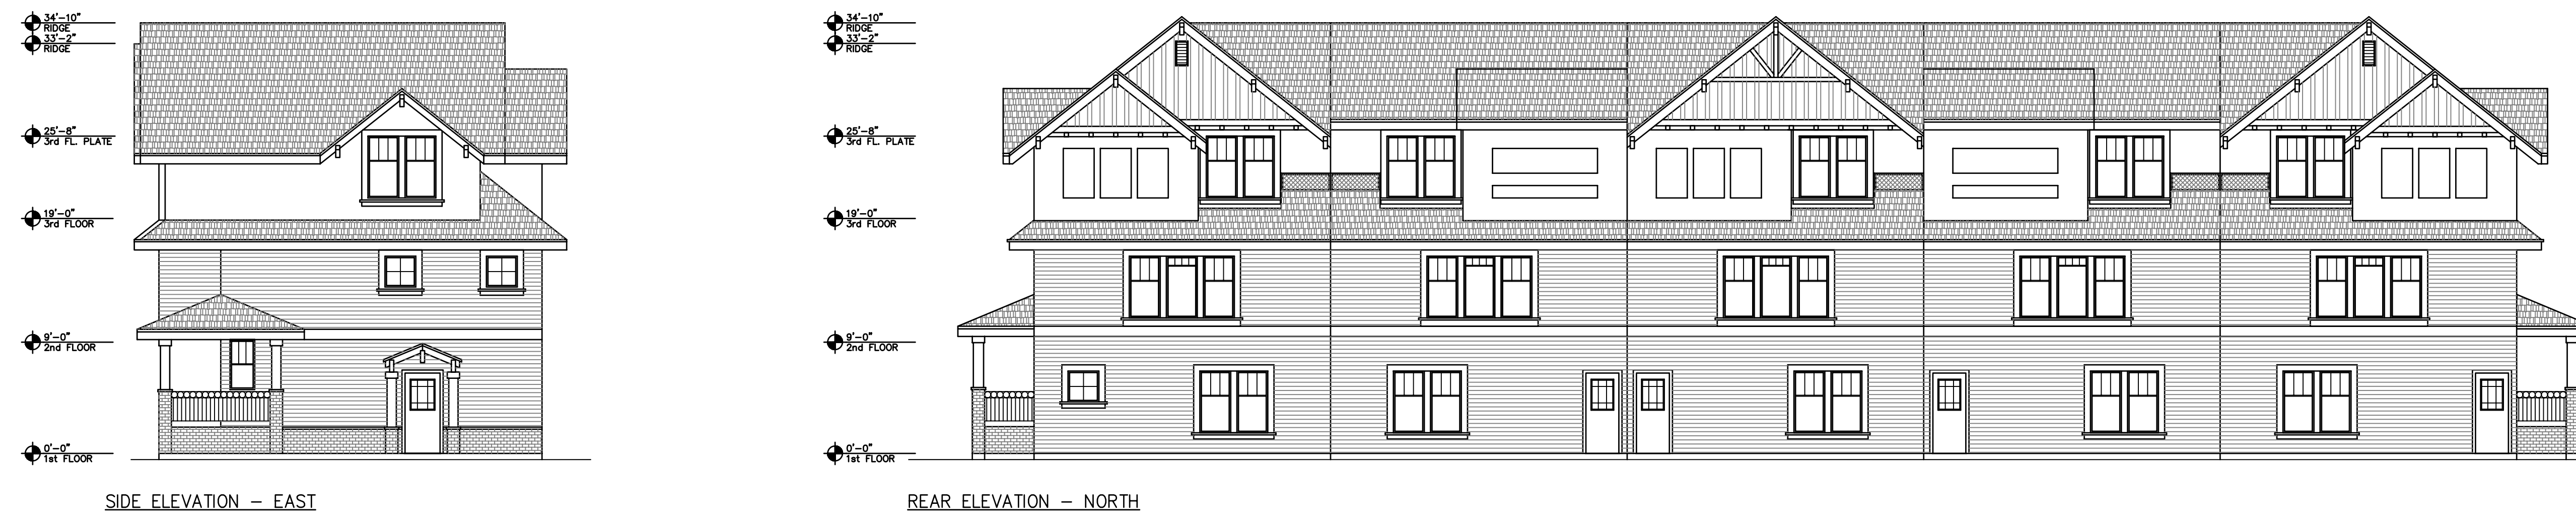 34'-10"
RIDGE
33'-2"
RIDGE
25'-8"
3rd FL. PLATE
19'-0"
3rd FLOOR
9'-0"
2nd FLOOR
0'-0"
1st FLOOR
SIDE ELEVATION - EAST
34'-10"
RIDGE
33'-2"
RIDGE
25'-8"
3rd FL. PLATE
19'-0"
3rd FLOOR
9'-0"
2nd FLOOR
0'-0"
1st FLOOR
REAR ELEVATION - NORTH